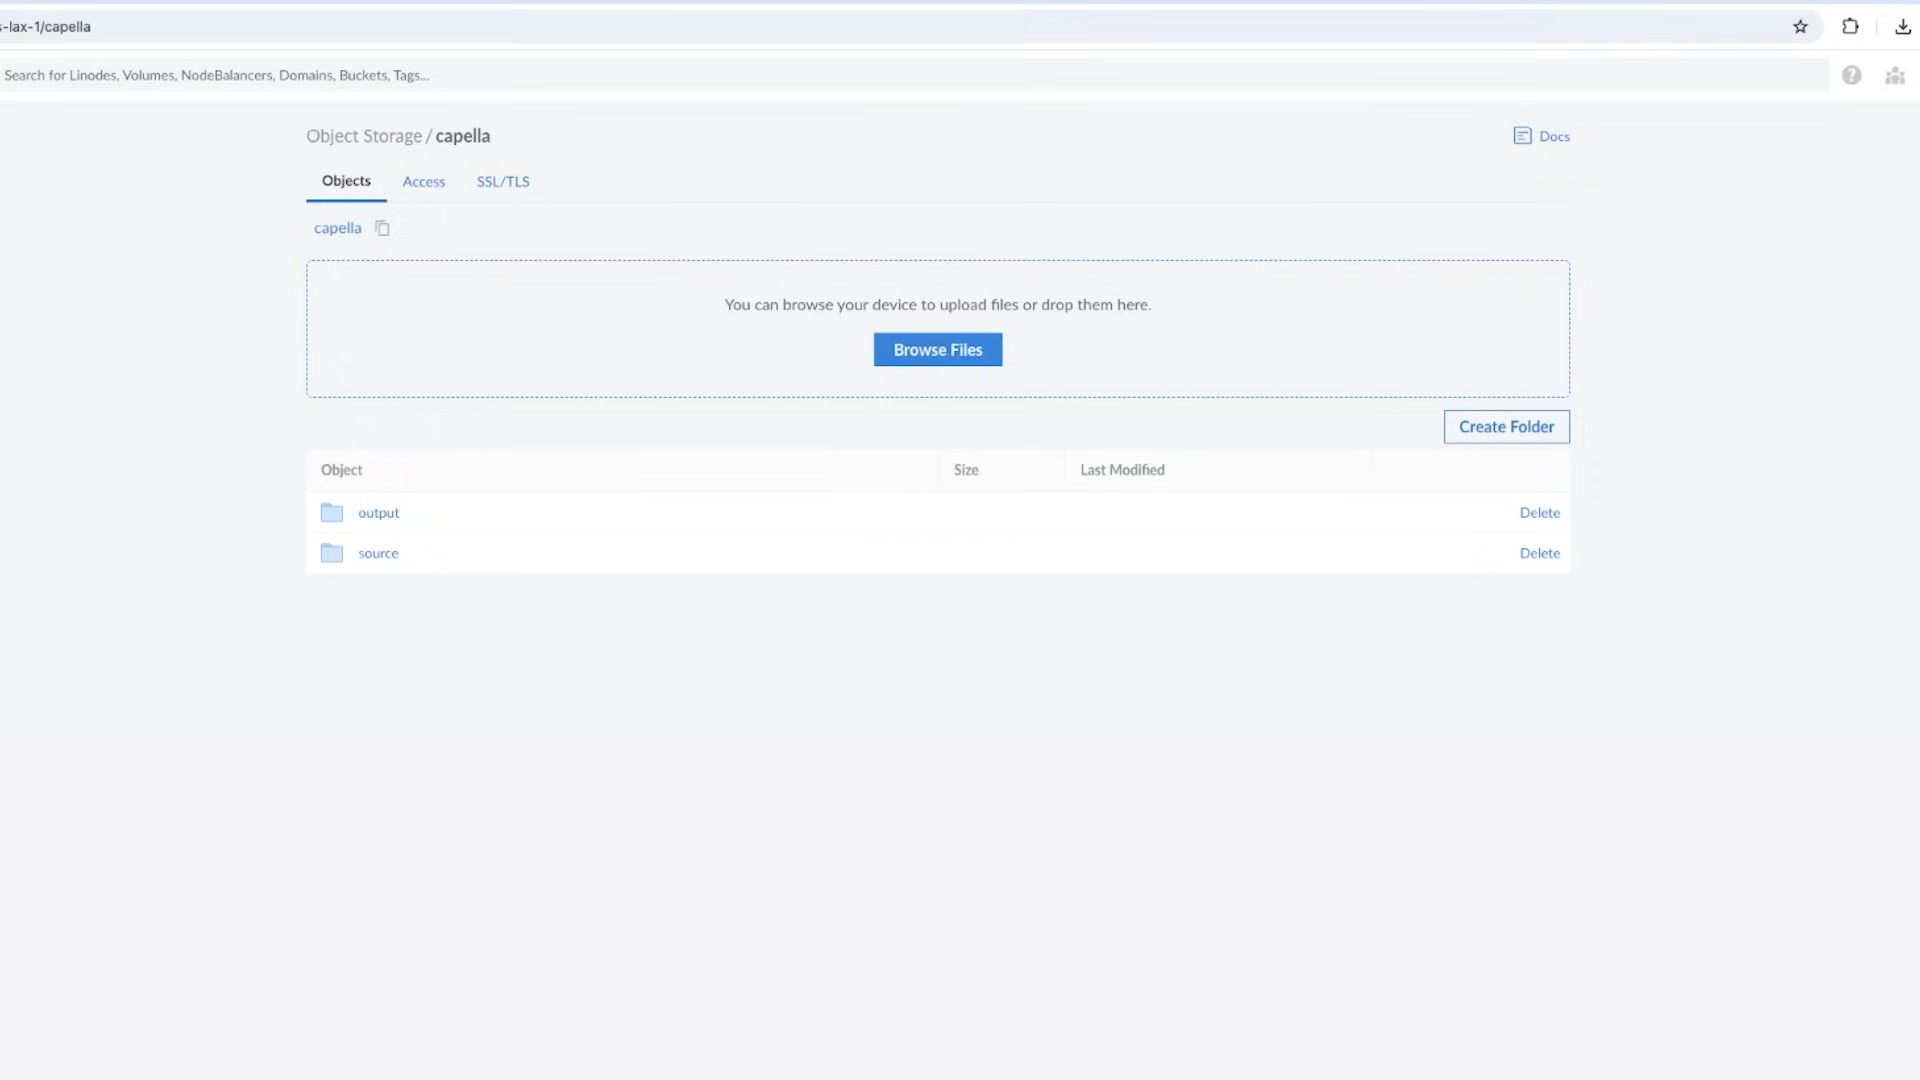 s-lax-1/capella
Search for Linodes, Volumes, NodeBalancers, Domains, Buckets, Tags...
Object Storage / capella
Docs
Objects Access SSL/TLS
capella
You can browse your device to upload files or drop them here.
Browse Files
Create Folder
Object Size Last Modified
output Delete
source Delete